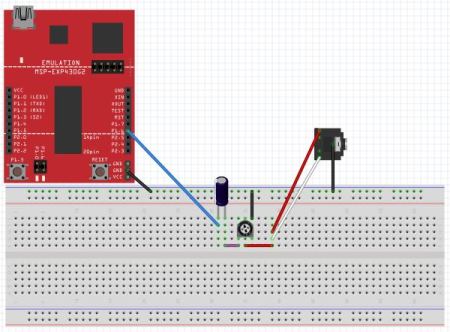 EMULATION
MSP-EXP430G2
VCC
P1.0 (LED1)
P1.1 (TXD)
P1.2 (RXD)
P1.3 (S2)
P1.4
P1.5
P2.0
P2.1
P2.2
GND
XIN
XOUT
TEST
RST
P1.7
P1.6
P2.5
P2.4
P2.3
14pin
20pin
P1.3
RESET
GND
GND
VCC